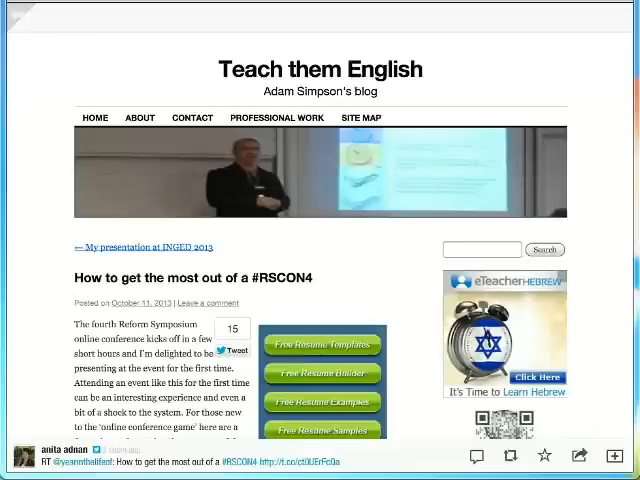 Teach them English
Adam Simpson's blog
HOME ABOUT CONTACT PROFESSIONAL WORK SITE MAP
← My presentation at INGED 2013
Search
How to get the most out of a #RSCON4
Posted on October 11, 2013 | Leave a comment
The fourth Reform Symposium
online conference kicks off in a few
short hours and I'm delighted to be
presenting at the event for the first time.
Attending an event like this for the first time
can be an interesting experience and even a
bit of a shock to the system. For those new
to the 'online conference game' here are a
15
Tweet
Free Resume Templates
Free Resume Builder
Free Resume Examples
Free Resume Samples
eTeacherHEBREW
Click Here
It's Time to Learn Hebrew
anita adnan
RT @yeannthelifeof: How to get the most out of a #RSCON4